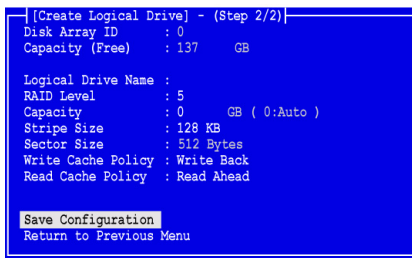 [Create Logical Drive] - (Step 2/2)
Disk Array ID : 0
Capacity (Free) : 137 GB
Logical Drive Name :
RAID Level : 5
Capacity : 0 GB ( 0:Auto )
Stripe Size : 128 KB
Sector Size : 512 Bytes
Write Cache Policy : Write Back
Read Cache Policy : Read Ahead
Save Configuration
Return to Previous Menu